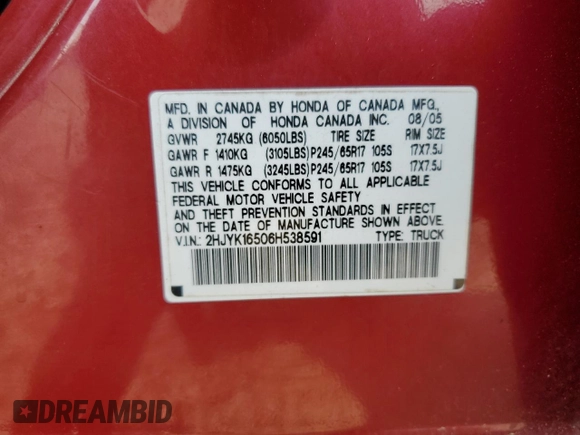 MFD. IN CANADA BY HONDA OF CANADA MFG.,
A DIVISION OF HONDA CANADA INC. 08/05
GVWR 2745KG (6050LBS) TIRE SIZE RIM SIZE
GAWR F 1410KG (3105LBS) P245/65R17 105S 17X7.5J
GAWR R 1475KG (3245LBS) P245/65R17 105S 17X7.5J
THIS VEHICLE CONFORMS TO ALL APPLICABLE
FEDERAL MOTOR VEHICLE SAFETY
AND THEFT PREVENTION STANDARDS IN EFFECT
ON THE DATE OF MANUFACTURE SHOWN ABOVE.
V.I.N.: 2HJYK16506H538591 TYPE: TRUCK
DREAMBID